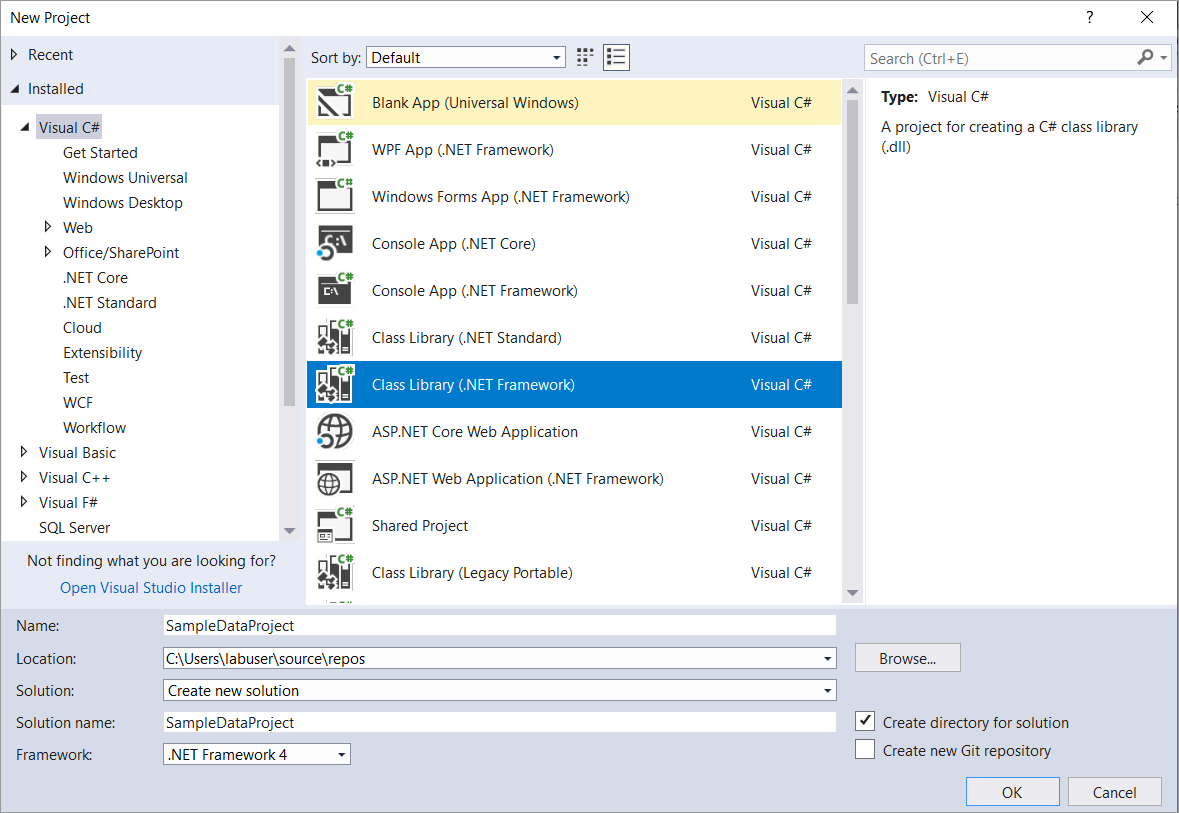 New Project
?
Recent
Installed
Visual C#
Get Started
Windows Universal
Windows Desktop
Web
Office/SharePoint
.NET Core
.NET Standard
Cloud
Extensibility
Test
WCF
Workflow
Visual Basic
Visual C++
Visual F#
SQL Server
Not finding what you are looking for?
Open Visual Studio Installer
Sort by: Default
Search (Ctrl+E)
C# Blank App (Universal Windows) Visual C#
C# WPF App (.NET Framework) Visual C#
C# Windows Forms App (.NET Framework) Visual C#
Console App (.NET Core) Visual C#
C# Console App (.NET Framework) Visual C#
C# Class Library (.NET Standard) Visual C#
C# Class Library (.NET Framework) Visual C#
ASP.NET Core Web Application Visual C#
ASP.NET Web Application (.NET Framework) Visual C#
C# Shared Project Visual C#
C# Class Library (Legacy Portable) Visual C#
Type: Visual C#
A project for creating a C# class library
(.dll)
Name: SampleDataProject
Location: C:\Users\labuser\source\repos
Browse...
Solution: Create new solution
Solution name: SampleDataProject
Create directory for solution
Framework: .NET Framework 4
Create new Git repository
OK
Cancel